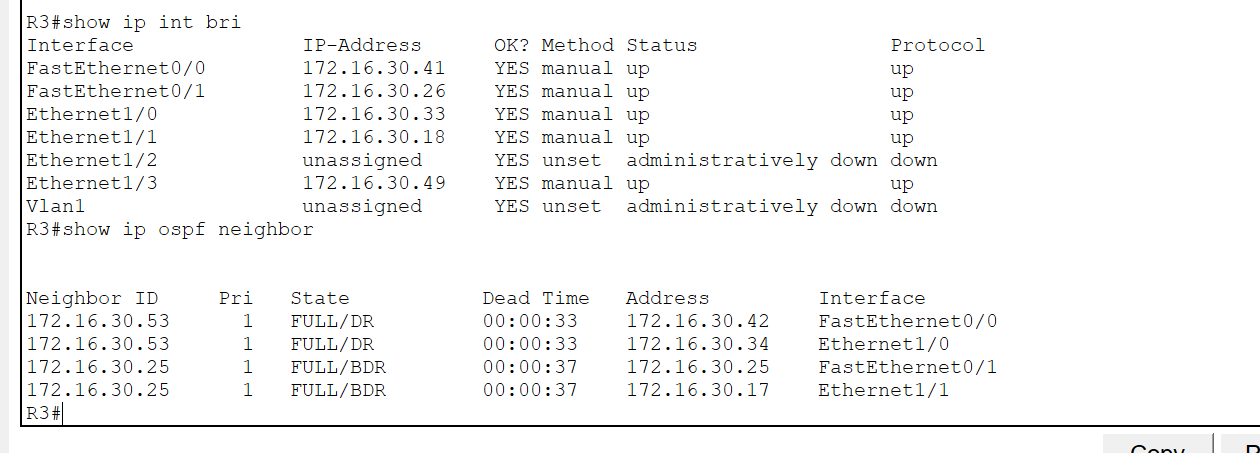 R3#show ip int bri
Interface              IP-Address      OK? Method Status                Protocol
FastEthernet0/0        172.16.30.41    YES manual up                    up
FastEthernet0/1        172.16.30.26    YES manual up                    up
Ethernet1/0            172.16.30.33    YES manual up                    up
Ethernet1/1            172.16.30.18    YES manual up                    up
Ethernet1/2            unassigned      YES unset  administratively down down
Ethernet1/3            172.16.30.49    YES manual up                    up
Vlan1                  unassigned      YES unset  administratively down down
R3#show ip ospf neighbor
Neighbor ID     Pri   State           Dead Time   Address         Interface
172.16.30.53      1   FULL/DR         00:00:33    172.16.30.42    FastEthernet0/0
172.16.30.53      1   FULL/DR         00:00:33    172.16.30.34    Ethernet1/0
172.16.30.25      1   FULL/BDR        00:00:37    172.16.30.25    FastEthernet0/1
172.16.30.25      1   FULL/BDR        00:00:37    172.16.30.17    Ethernet1/1
R3#
Copy